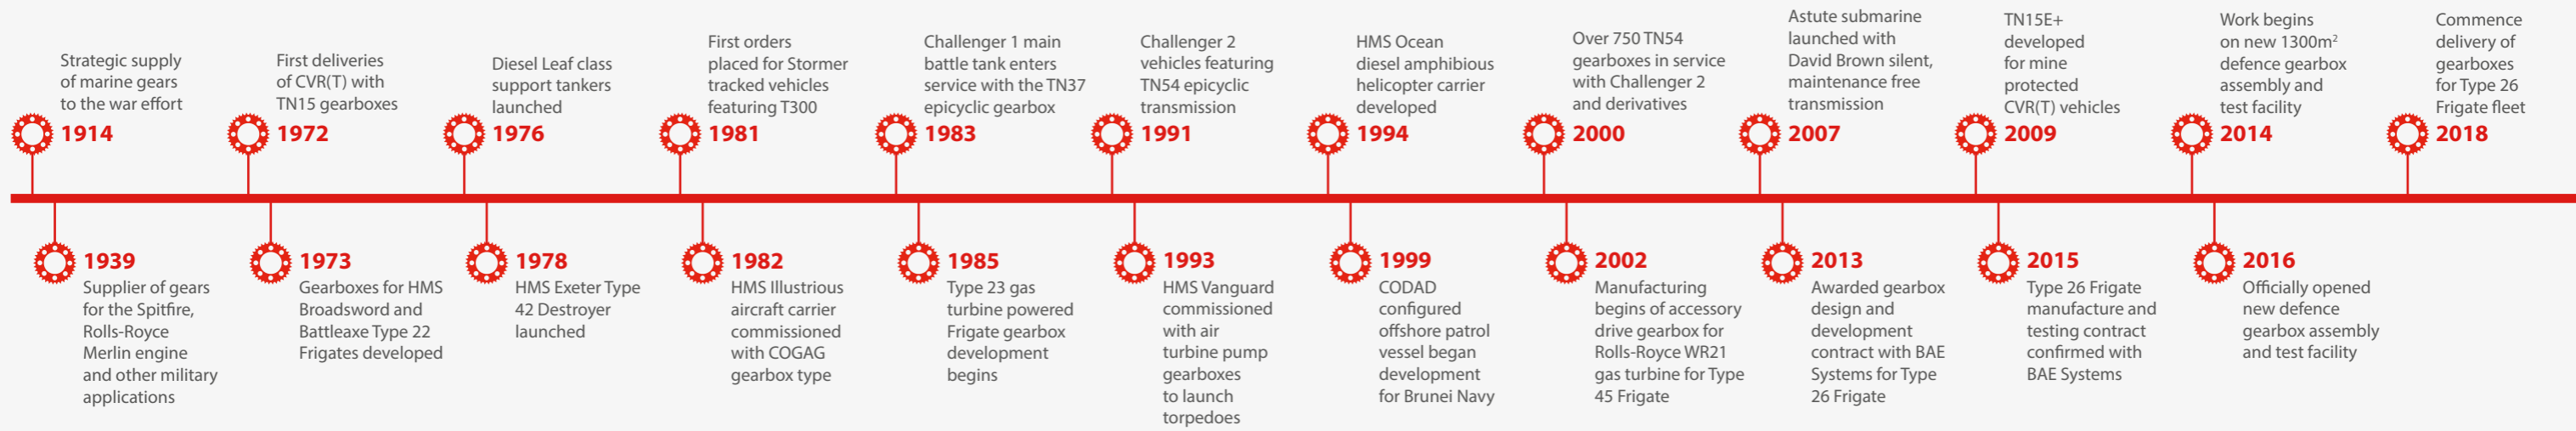 Strategic supply
of marine gears
to the war effort
1914
1939
Supplier of gears
for the Spitfire,
Rolls-Royce
Merlin engine
and other military
applications
First deliveries
of CVR(T) with
TN15 gearboxes
1972
1973
Gearboxes for HMS
Broadsword and
Battleaxe Type 22
Frigates developed
Diesel Leaf class
support tankers
launched
1976
1978
HMS Exeter Type
42 Destroyer
launched
First orders
placed for Stormer
tracked vehicles
featuring T300
1981
1982
HMS Illustrious
aircraft carrier
commissioned
with COGAG
gearbox type
Challenger 1 main
battle tank enters
service with the TN37
epicyclic gearbox
1983
1985
Type 23 gas
turbine powered
Frigate gearbox
development
begins
Challenger 2
vehicles featuring
TN54 epicyclic
transmission
1991
1993
HMS Vanguard
commissioned
with air
turbine pump
gearboxes
to launch
torpedoes
HMS Ocean
diesel amphibious
helicopter carrier
developed
1994
1999
CODAD
configured
offshore patrol
vessel began
development
for Brunei Navy
Over 750 TN54
gearboxes in service
with Challenger 2
and derivatives
2000
2002
Manufacturing
begins of accessory
drive gearbox for
Rolls-Royce WR21
gas turbine for Type
45 Frigate
Astute submarine
launched with
David Brown silent,
maintenance free
transmission
2007
2013
Awarded gearbox
design and
development
contract with BAE
Systems for Type
26 Frigate
TN15E+
developed
for mine
protected
CVR(T) vehicles
2009
2015
Type 26 Frigate
manufacture and
testing contract
confirmed with
BAE Systems
Work begins
on new 1300m²
defence gearbox
assembly and
test facility
2014
2016
Officially opened
new defence
gearbox assembly
and test facility
Commence
delivery of
gearboxes
for Type 26
Frigate fleet
2018